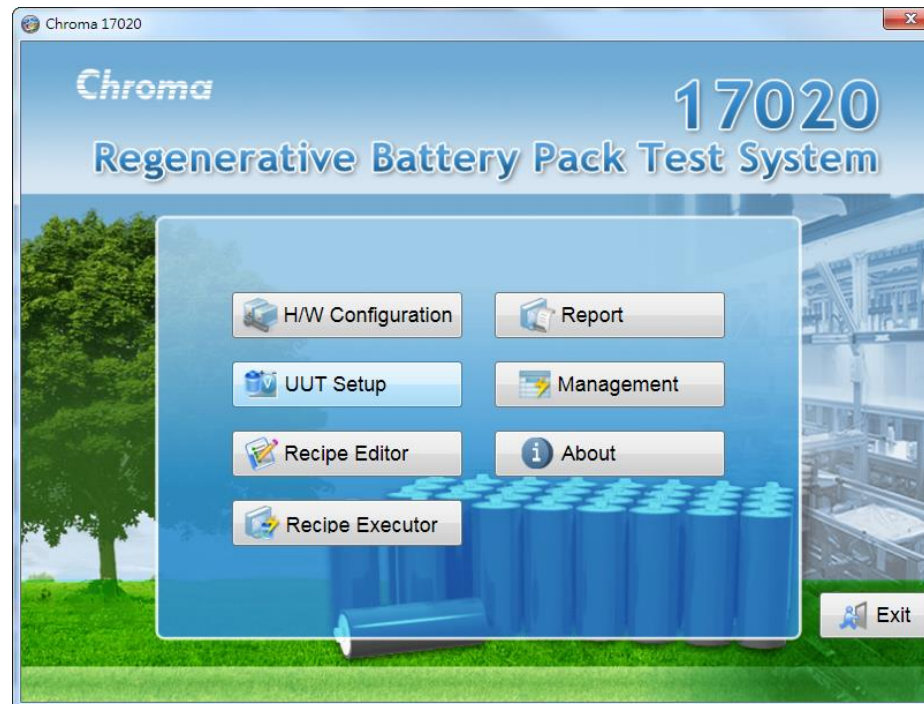 Chroma 17020
x
Chroma
17020
Regenerative Battery Pack Test System
H/W Configuration
UUT Setup
Recipe Editor
Recipe Executor
Report
Management
About
Exit